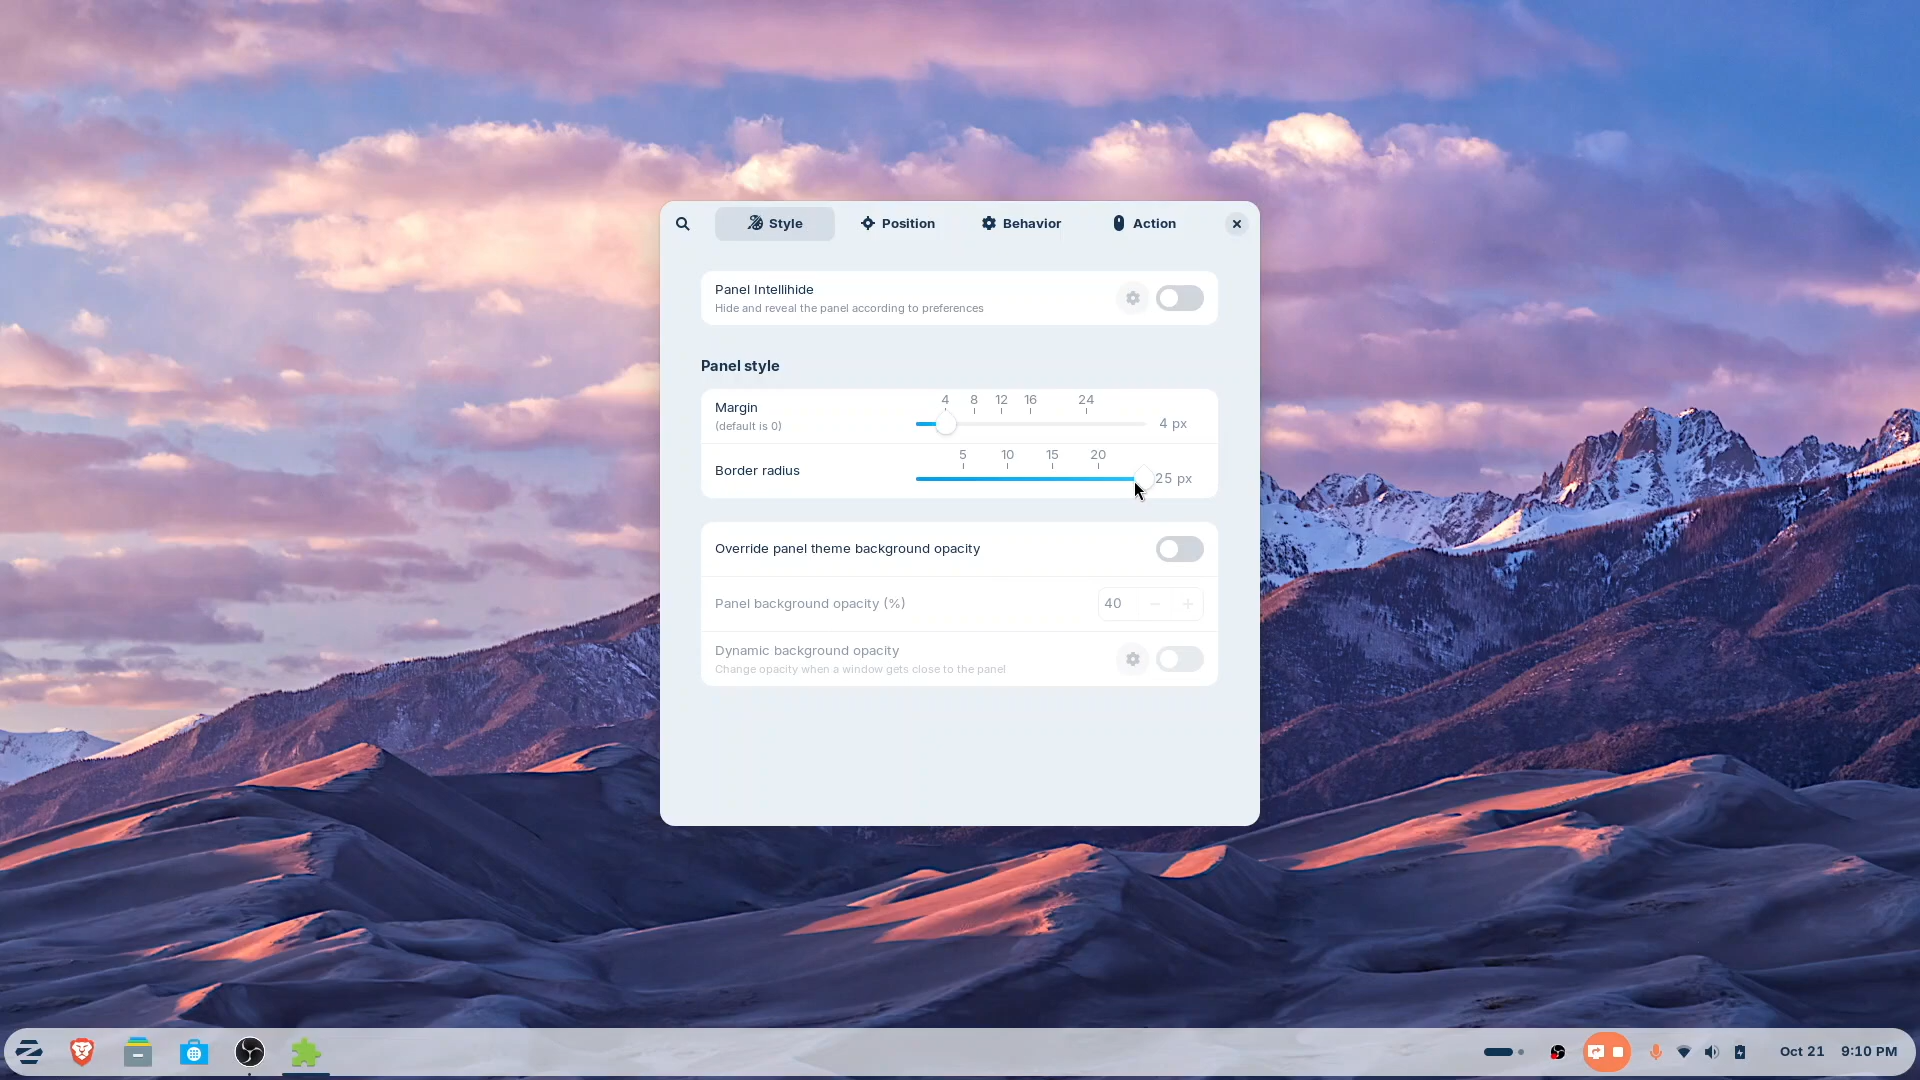 Style
Position
Behavior
Action
Panel Intellihide
Hide and reveal the panel according to preferences
Panel style
4 8 12 16 24
Margin
(default is 0)
4 px
5 10 15 20
Border radius
25 px
Override panel theme background opacity
Panel background opacity (%)
40
Dynamic background opacity
Change opacity when a window gets close to the panel
Oct 21 9:10 PM